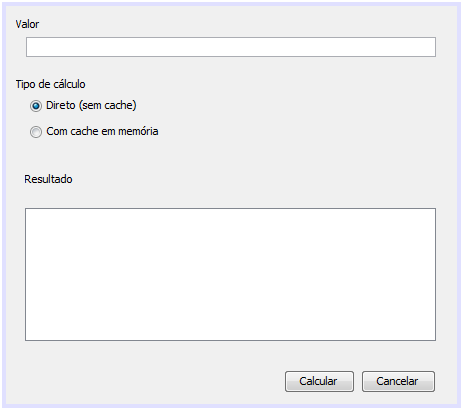 Valor
Tipo de cálculo
Direto (sem cache)
Com cache em memória
Resultado
Calcular
Cancelar